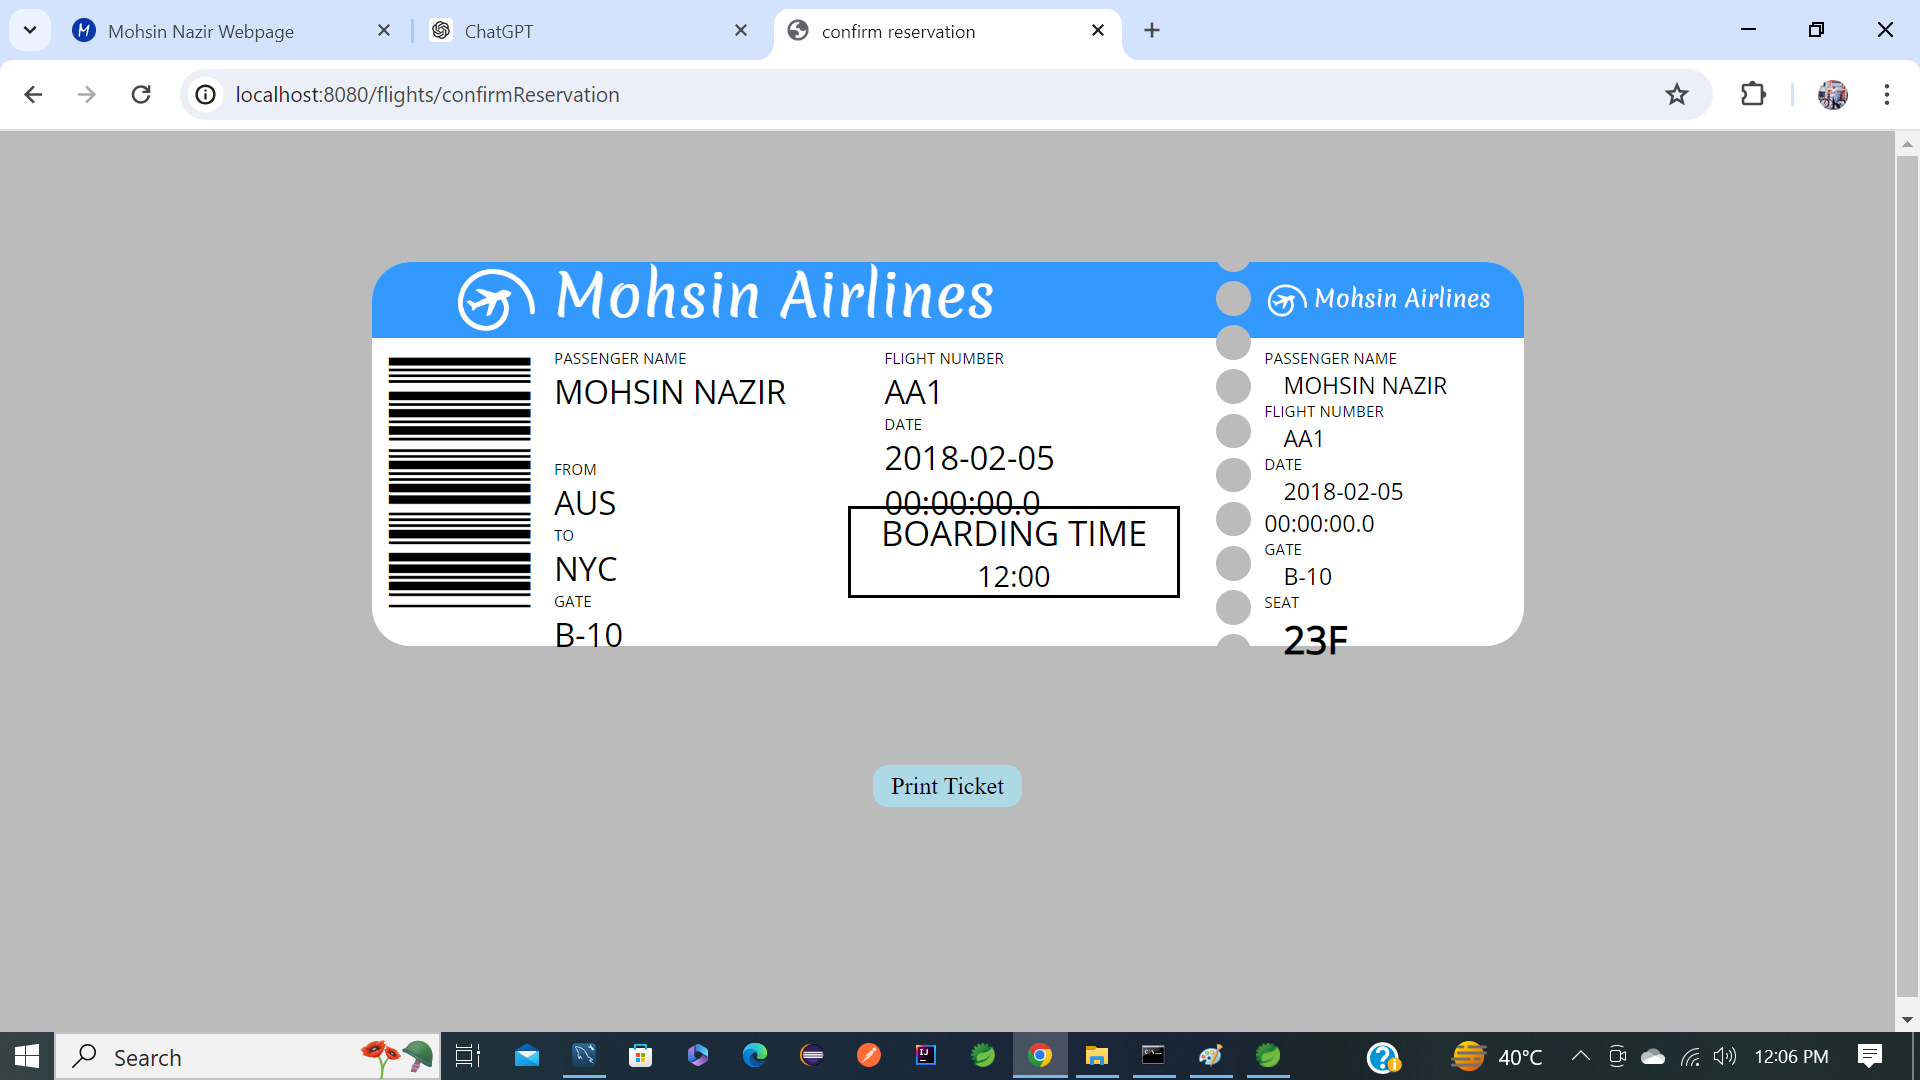 Mohsin Nazir Webpage
ChatGPT
confirm reservation
localhost:8080/flights/confirmReservation
Mohsin Airlines
PASSENGER NAME
MOHSIN NAZIR
FROM
AUS
TO
NYC
GATE
B-10
FLIGHT NUMBER
AA1
DATE
2018-02-05
00:00:00.0
BOARDING TIME
12:00
Mohsin Airlines
PASSENGER NAME
MOHSIN NAZIR
FLIGHT NUMBER
AA1
DATE
2018-02-05
00:00:00.0
GATE
B-10
SEAT
23F
Print Ticket
Search
40°C
12:06 PM